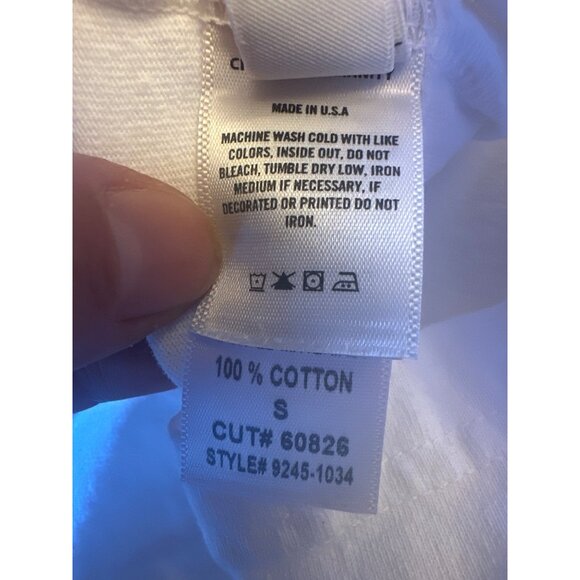 MADE IN U.S.A
MACHINE WASH COLD WITH LIKE
COLORS, INSIDE OUT, DO NOT
BLEACH, TUMBLE DRY LOW, IRON
MEDIUM IF NECESSARY, IF
DECORATED OR PRINTED DO NOT
IRON.
100 % COTTON
S
CUT# 60826
STYLE# 9245-1034